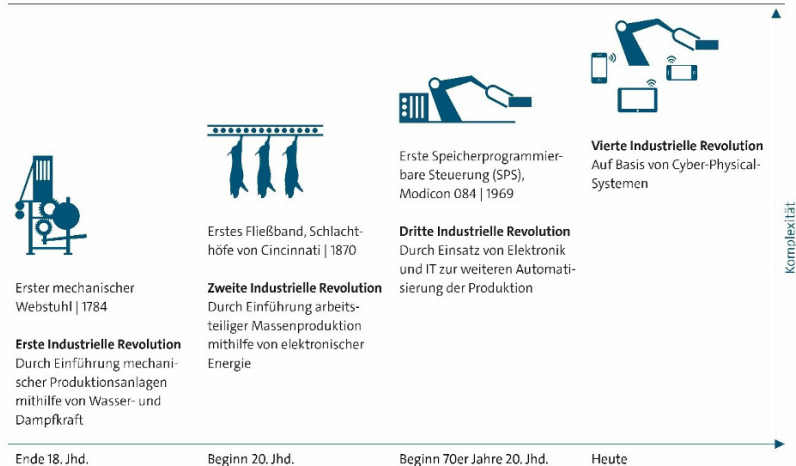 Erster mechanischer
Webstuhl | 1784
Erste Industrielle Revolution
Durch Einführung mechani-
scher Produktionsanlagen
mithilfe von Wasser- und
Dampfkraft
Ende 18. Jhd.
Erstes Fließband, Schlacht-
höfe von Cincinnati | 1870
Zweite Industrielle Revolution
Durch Einführung arbeits-
teiliger Massenproduktion
mithilfe von elektronischer
Energie
Beginn 20. Jhd.
Erste Speicherprogrammier-
bare Steuerung (SPS),
Modicon 084 | 1969
Dritte Industrielle Revolution
Durch Einsatz von Elektronik
und IT zur weiteren Automati-
sierung der Produktion
Beginn 70er Jahre 20. Jhd.
Vierte Industrielle Revolution
Auf Basis von Cyber-Physical-
Systemen
Heute
Komplexität